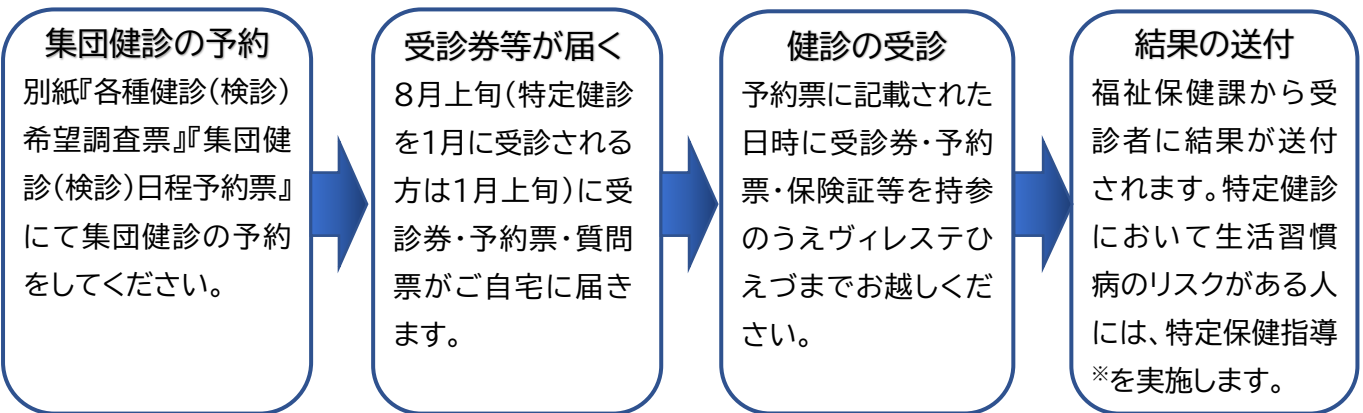 集団健診の予約
別紙『各種健診(検診)
希望調査票』『集団健
診(検診)日程予約票』
にて集団健診の予約
をしてください。
受診券等が届く
8月上旬(特定健診
を1月に受診される
方は1月上旬)に受
診券・予約票・質問
票がご自宅に届き
ます。
健診の受診
予約票に記載された
日時に受診券・予約
票・保険証等を持参
のうえヴィレステひ
えづまでお越しくだ
さい。
結果の送付
福祉保健課から受
診者に結果が送付
されます。特定健診
において生活習慣
病のリスクがある人
には、特定保健指導
※を実施します。